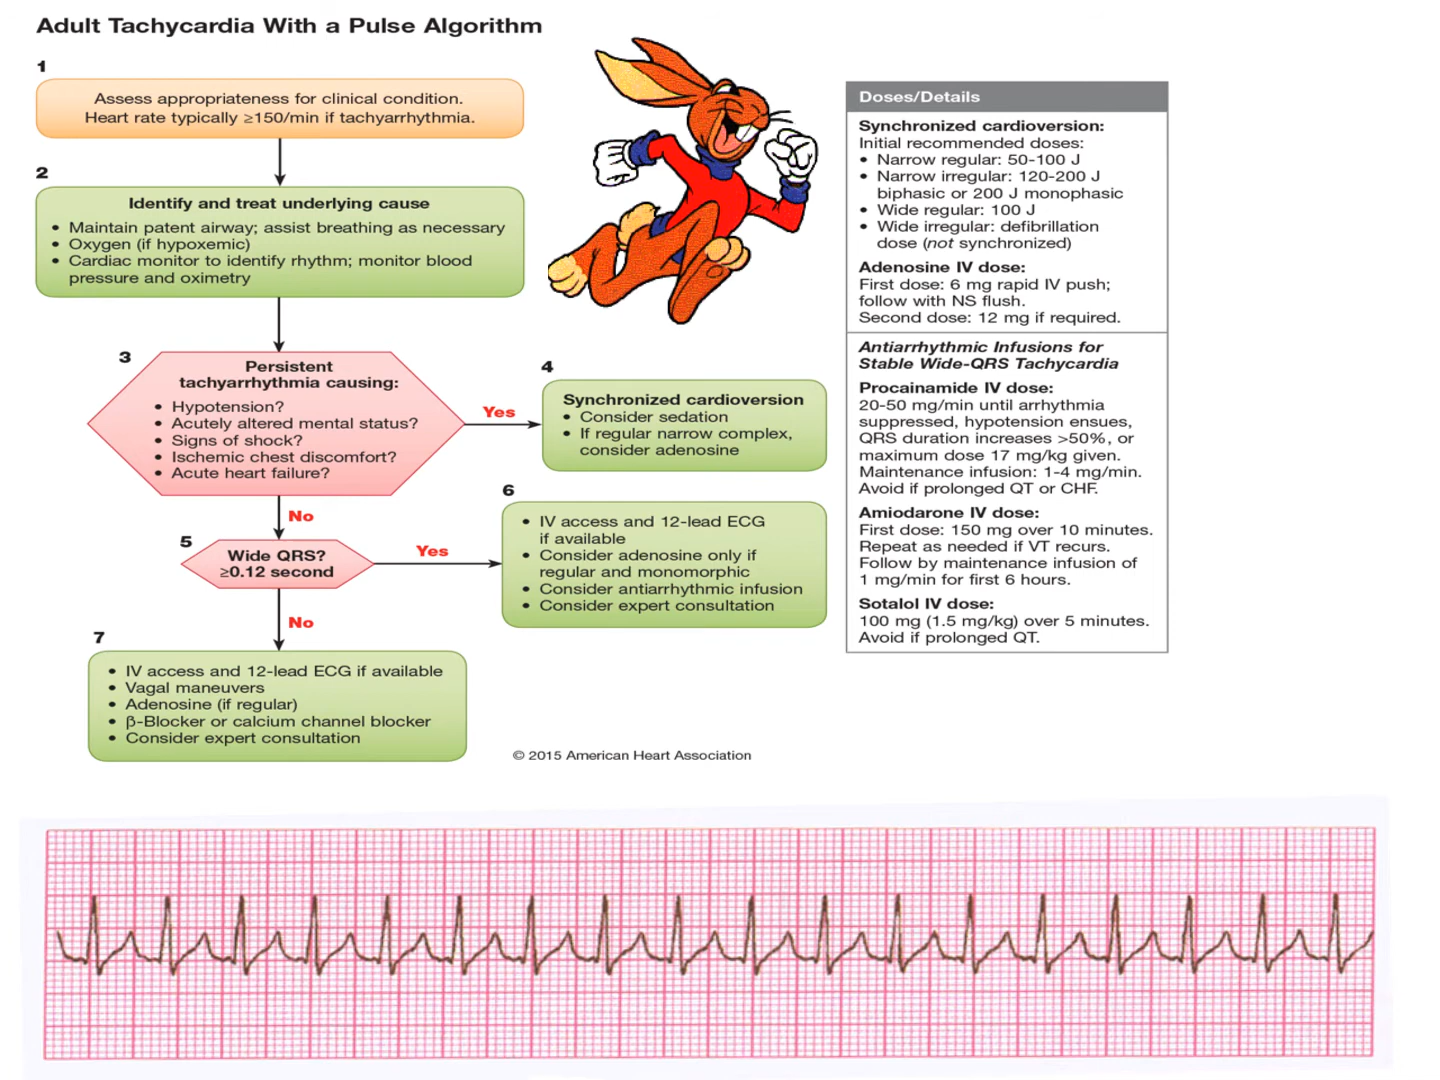 Adult Tachycardia With a Pulse Algorithm
1
Assess appropriateness for clinical condition.
Heart rate typically ≥150/min if tachyarrhythmia.
2
Identify and treat underlying cause
• Maintain patent airway; assist breathing as necessary
• Oxygen (if hypoxemic)
• Cardiac monitor to identify rhythm; monitor blood
pressure and oximetry
3
Persistent
tachyarrhythmia causing:
• Hypotension?
• Acutely altered mental status?
• Signs of shock?
• Ischemic chest discomfort?
• Acute heart failure?
Yes
4
Synchronized cardioversion
• Consider sedation
• If regular narrow complex,
consider adenosine
No
5
Wide QRS?
≥0.12 second
Yes
6
• IV access and 12-lead ECG
if available
• Consider adenosine only if
regular and monomorphic
• Consider antiarrhythmic infusion
• Consider expert consultation
No
7
• IV access and 12-lead ECG if available
• Vagal maneuvers
• Adenosine (if regular)
• β-Blocker or calcium channel blocker
• Consider expert consultation
© 2015 American Heart Association
Doses/Details
Synchronized cardioversion:
Initial recommended doses:
• Narrow regular: 50-100 J
• Narrow irregular: 120-200 J
biphasic or 200 J monophasic
• Wide regular: 100 J
• Wide irregular: defibrillation
dose (not synchronized)
Adenosine IV dose:
First dose: 6 mg rapid IV push;
follow with NS flush.
Second dose: 12 mg if required.
Antiarrhythmic Infusions for
Stable Wide-QRS Tachycardia
Procainamide IV dose:
20-50 mg/min until arrhythmia
suppressed, hypotension ensues,
QRS duration increases >50%, or
maximum dose 17 mg/kg given.
Maintenance infusion: 1-4 mg/min.
Avoid if prolonged QT or CHF.
Amiodarone IV dose:
First dose: 150 mg over 10 minutes.
Repeat as needed if VT recurs.
Follow by maintenance infusion of
1 mg/min for first 6 hours.
Sotalol IV dose:
100 mg (1.5 mg/kg) over 5 minutes.
Avoid if prolonged QT.